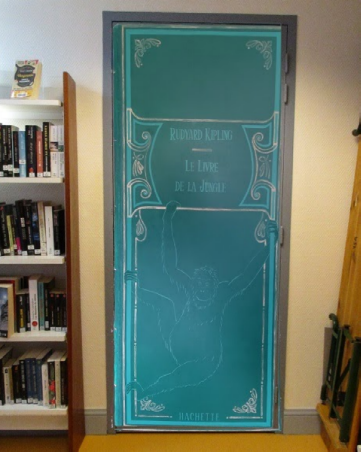 RUDYARD KIPLING
LE LIVRE
DE LA JUNGLE
HACHETTE